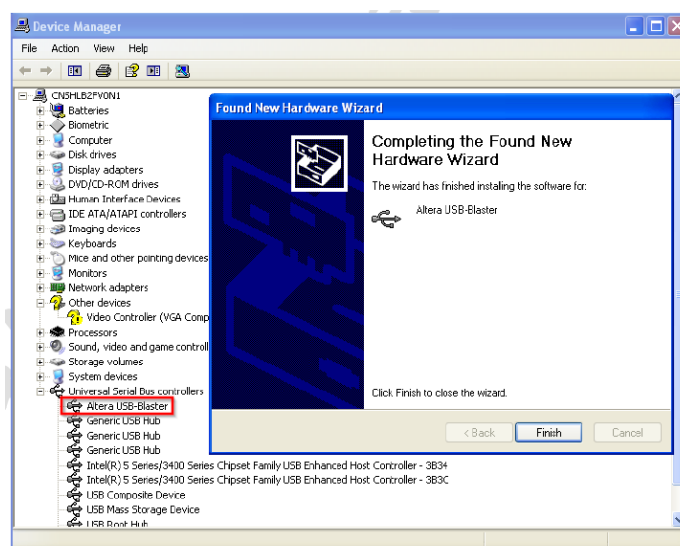 Device Manager
File Action View Help
CN5HLB2FV0N1
Batteries
Biometric
Computer
Disk drives
Display adapters
DVD/CD-ROM drives
Human Interface Devices
IDE ATA/ATAPI controllers
Imaging devices
Keyboards
Mice and other pointing devices
Monitors
Network adapters
Other devices
Video Controller (VGA Comp
Processors
Sound, video and game controll
Storage volumes
System devices
Universal Serial Bus controllers
Altera USB-Blaster
Generic USB Hub
Generic USB Hub
Generic USB Hub
Intel(R) 5 Series/3400 Series Chipset Family USB Enhanced Host Controller - 3B34
Intel(R) 5 Series/3400 Series Chipset Family USB Enhanced Host Controller - 3B3C
USB Composite Device
USB Mass Storage Device
USB Root Hub
Found New Hardware Wizard
Completing the Found New
Hardware Wizard
The wizard has finished installing the software for:
Altera USB-Blaster
Click Finish to close the wizard.
< Back Finish Cancel